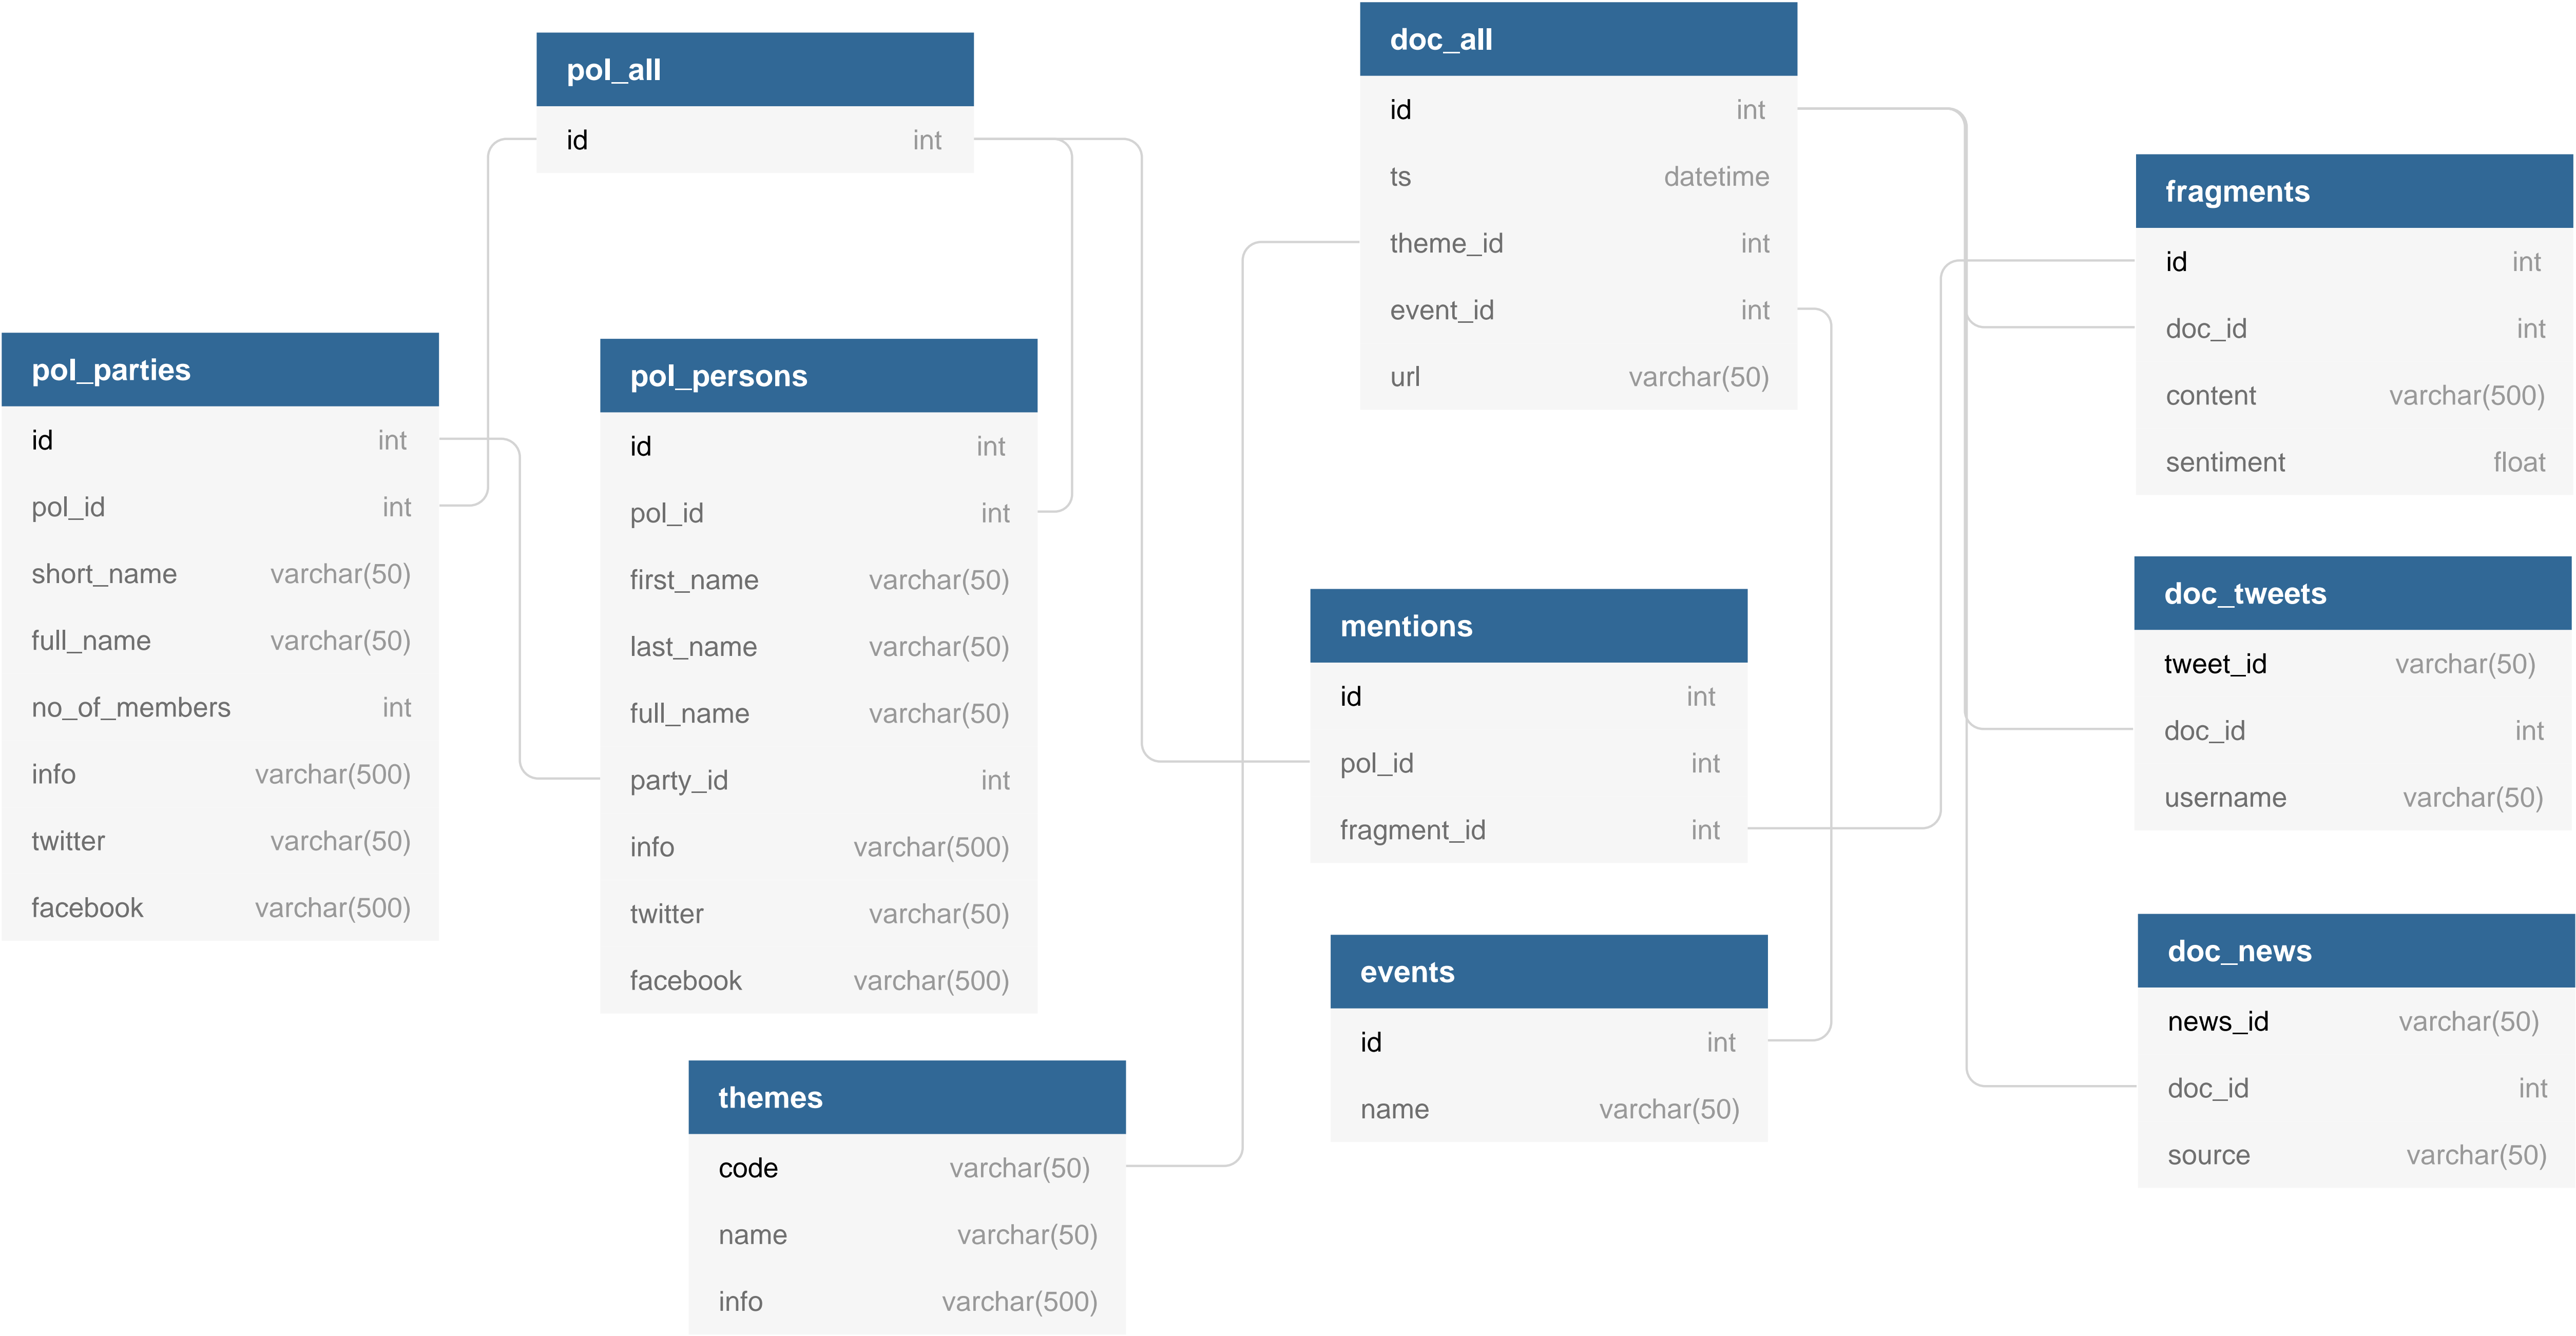 pol_all
id int
doc_all
id int
ts datetime
theme_id int
event_id int
url varchar(50)
fragments
id int
doc_id int
content varchar(500)
sentiment float
pol_parties
id int
pol_id int
short_name varchar(50)
full_name varchar(50)
no_of_members int
info varchar(500)
twitter varchar(50)
facebook varchar(500)
pol_persons
id int
pol_id int
first_name varchar(50)
last_name varchar(50)
full_name varchar(50)
party_id int
info varchar(500)
twitter varchar(50)
facebook varchar(500)
mentions
id int
pol_id int
fragment_id int
doc_tweets
tweet_id varchar(50)
doc_id int
username varchar(50)
events
id int
name varchar(50)
doc_news
news_id varchar(50)
doc_id int
source varchar(50)
themes
code varchar(50)
name varchar(50)
info varchar(500)